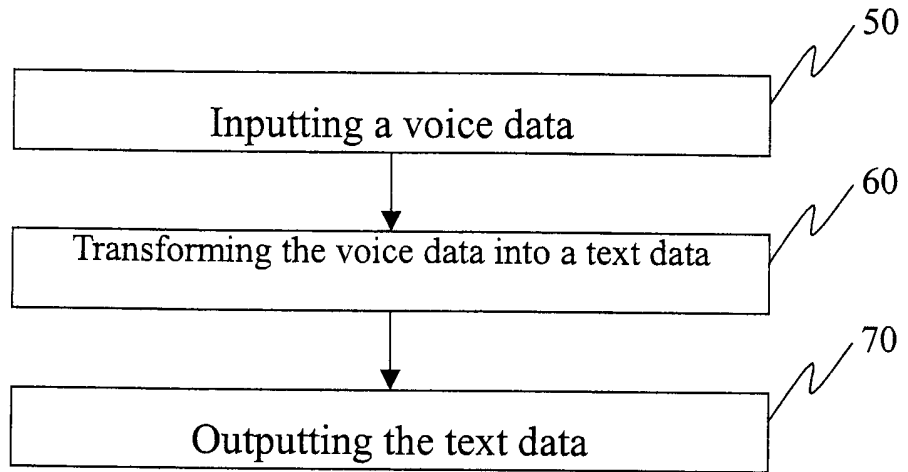 50
Inputting a voice data
60
Transforming the voice data into a text data
70
Outputting the text data